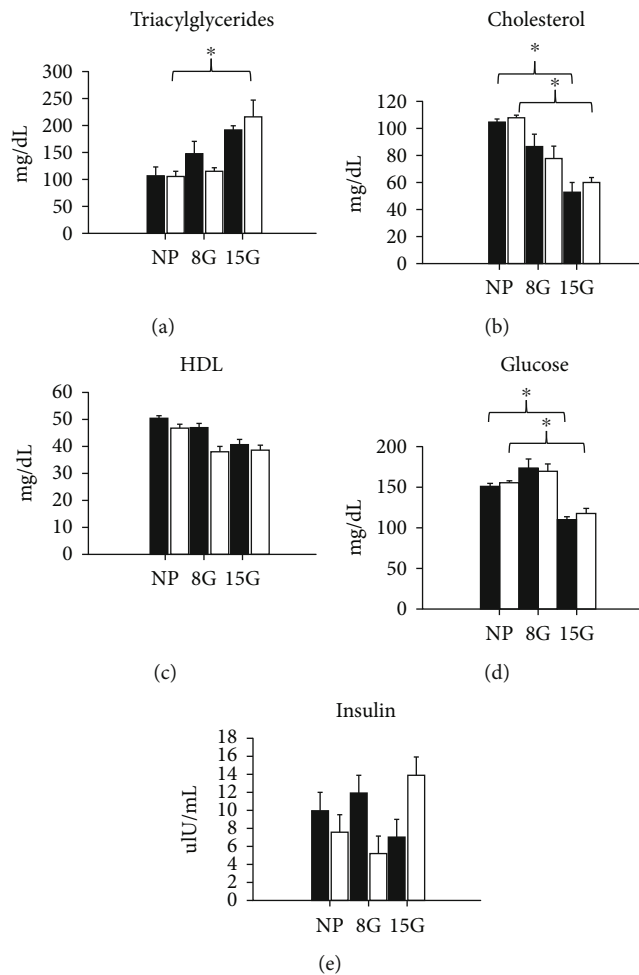 Triacylglycerides
*
300
250
200
150
100
50
0
mg/dL
NP 8G 15G
(a)
Cholesterol
*
*
120
100
80
60
40
20
0
mg/dL
NP 8G 15G
(b)
HDL
60
50
40
30
20
10
0
mg/dL
NP 8G 15G
(c)
Glucose
*
*
200
150
100
50
0
mg/dL
NP 8G 15G
(d)
Insulin
18
16
14
12
10
8
6
4
2
0
uIU/mL
NP 8G 15G
(e)